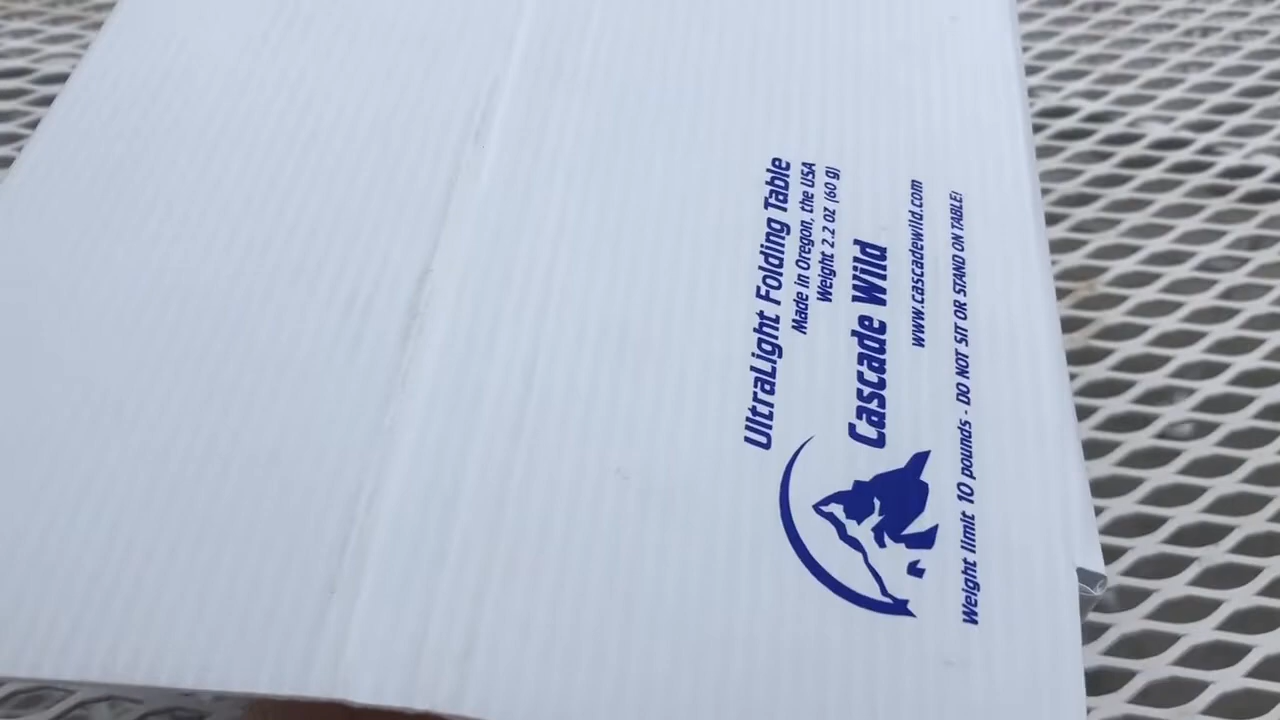 UltraLight Folding Table
Made in Oregon, the USA
Weight 2.2 oz (60 g)
Cascade Wild
www.cascadewild.com
Weight limit 10 pounds - DO NOT SIT OR STAND ON TABLE!